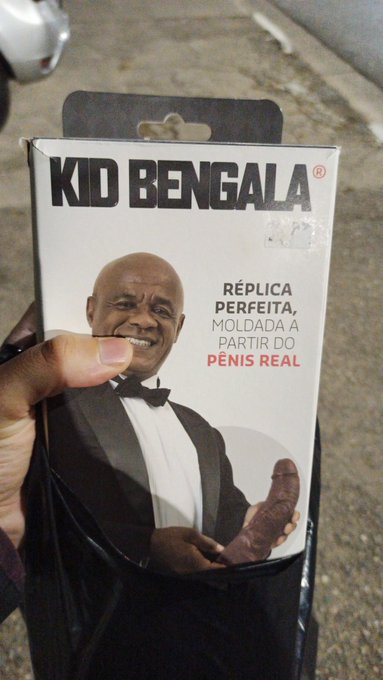 KID BENGALA®
RÉPLICA
PERFEITA,
MOLDADA A
PARTIR DO
PÊNIS REAL